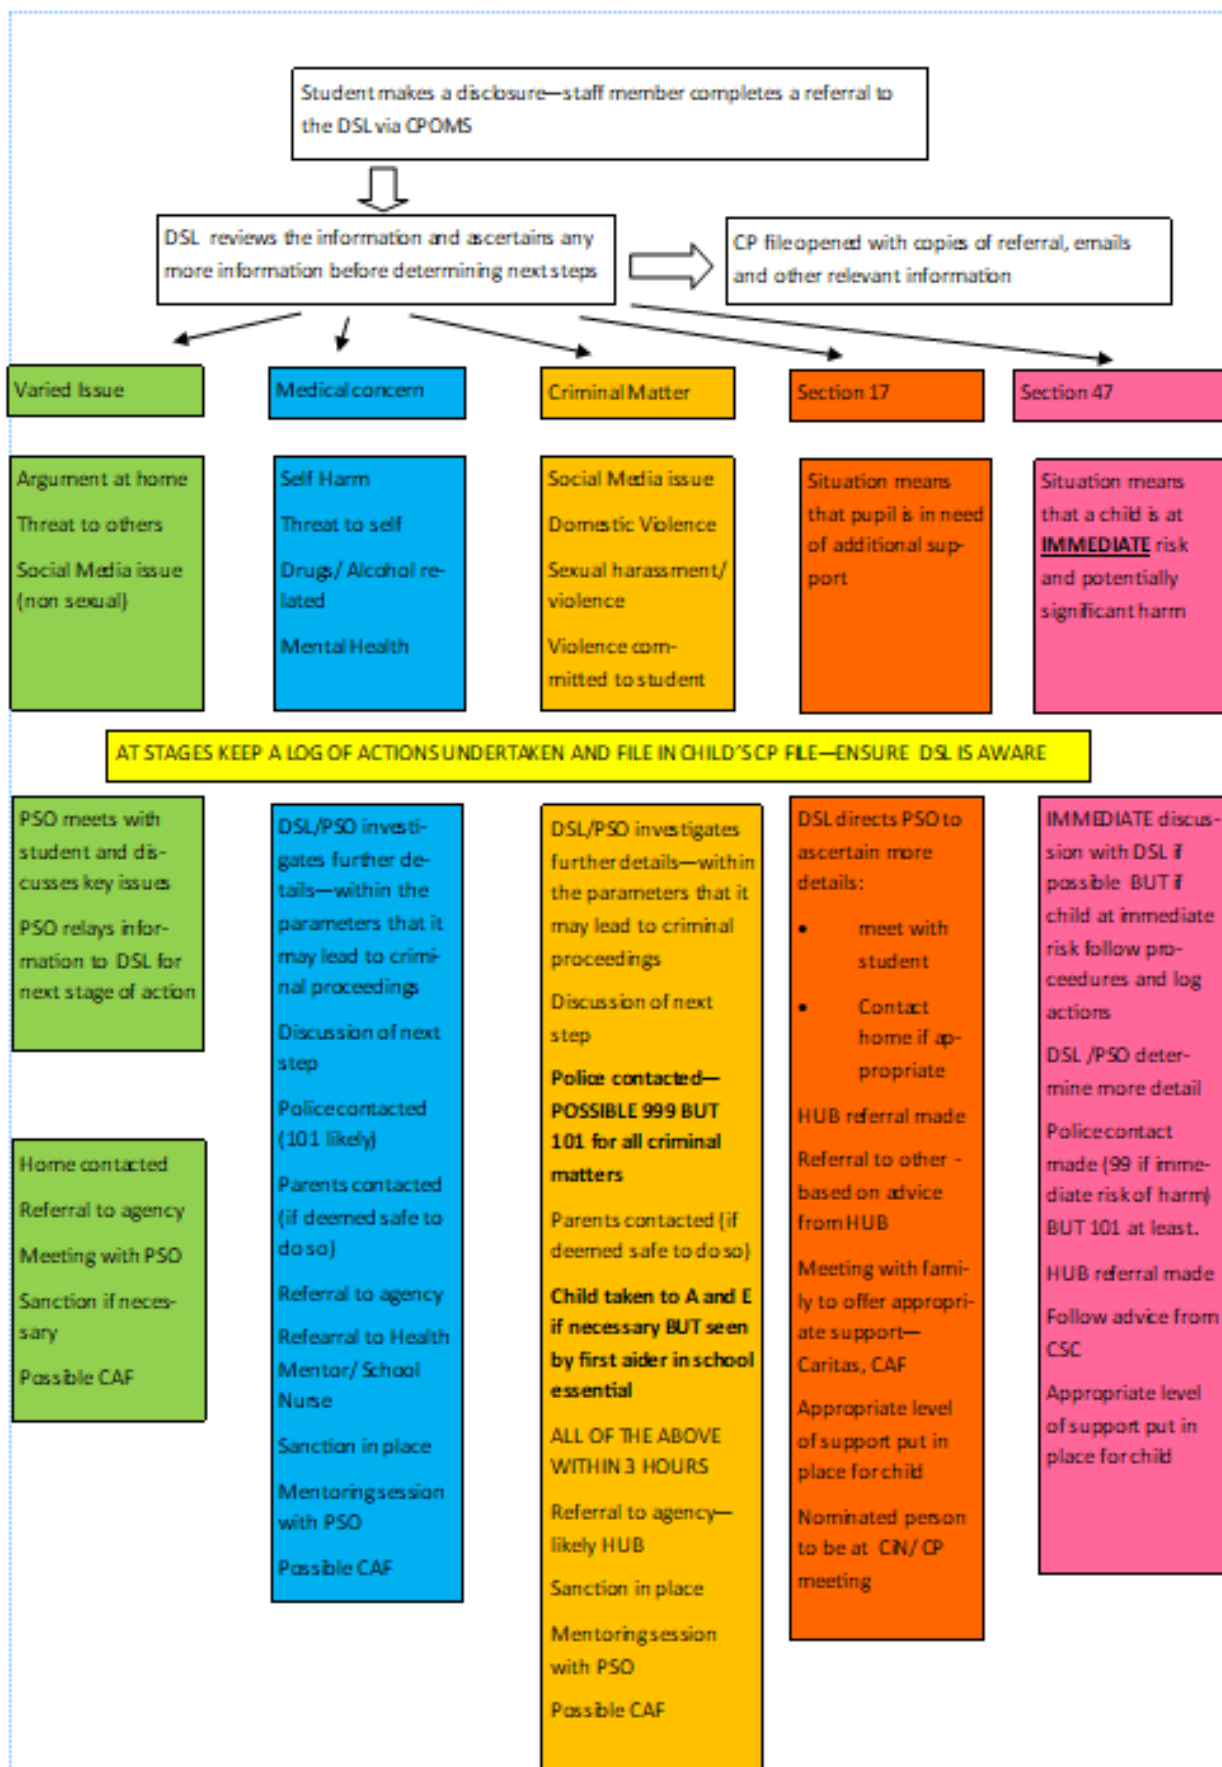 Student makes a disclosure—staff member completes a referral to
the DSL via CPOMS
DSL reviews the information and ascertains any
more information before determining next steps
CP file opened with copies of referral, emails
and other relevant information
Varied Issue
Medical concern
Criminal Matter
Section 17
Section 47
Argument at home
Threat to others
Social Media issue
(non sexual)
Self Harm
Threat to self
Drugs/ Alcohol re-
lated
Mental Health
Social Media issue
Domestic Violence
Sexual harassment/
violence
Violence com-
mitted to student
Situation means
that pupil is in need
of additional sup-
port
Situation means
that a child is at
IMMEDIATE risk
and potentially
significant harm
AT STAGES KEEP A LOG OF ACTIONS UNDERTAKEN AND FILE IN CHILD'S CP FILE—ENSURE DSL IS AWARE
PSO meets with
student and dis-
cusses key issues
PSO relays infor-
mation to DSL for
next stage of action
Home contacted
Referral to agency
Meeting with PSO
Sanction if neces-
sary
Possible CAF
DSL/PSO investi-
gates further de-
tails—within the
parameters that it
may lead to crimi-
nal proceedings
Discussion of next
step
Police contacted
(101 likely)
Parents contacted
(if deemed safe to
do so)
Referral to agency
Refearral to Health
Mentor/ School
Nurse
Sanction in place
Mentoring session
with PSO
Possible CAF
DSL/PSO investigates
further details—within
the parameters that it
may lead to criminal
proceedings
Discussion of next
step
Police contacted—
POSSIBLE 999 BUT
101 for all criminal
matters
Parents contacted (if
deemed safe to do so)
Child taken to A and E
if necessary BUT seen
by first aider in school
essential
ALL OF THE ABOVE
WITHIN 3 HOURS
Referral to agency—
likely HUB
Sanction in place
Mentoring session
with PSO
Possible CAF
DSL directs PSO to
ascertain more
details:
• meet with
student
• Contact
home if ap-
propriate
HUB referral made
Referral to other -
based on advice
from HUB
Meeting with fami-
ly to offer appropri-
ate support—
Caritas, CAF
Appropriate level
of support put in
place for child
Nominated person
to be at CiN/ CP
meeting
IMMEDIATE discus-
sion with DSL if
possible BUT if
child at immediate
risk follow pro-
ceedures and log
actions
DSL /PSO deter-
mine more detail
Police contact
made (99 if imme-
diate risk of harm)
BUT 101 at least.
HUB referral made
Follow advice from
CSC
Appropriate level
of support put in
place for child